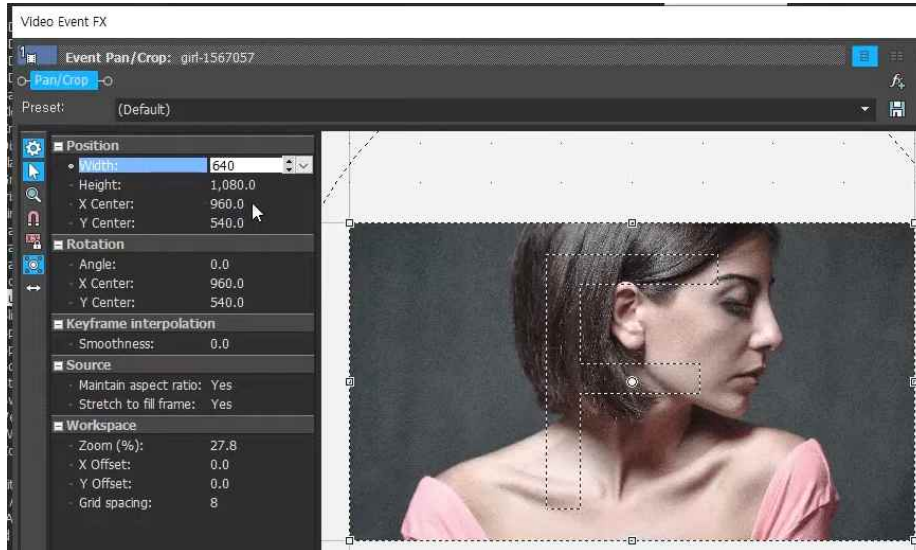 Video Event FX
1
Event Pan/Crop: girl-1567057
Pan/Crop
Preset: (Default)
Position
Width: 640
Height: 1,080.0
X Center: 960.0
Y Center: 540.0
Rotation
Angle: 0.0
X Center: 960.0
Y Center: 540.0
Keyframe interpolation
Smoothness: 0.0
Source
Maintain aspect ratio: Yes
Stretch to fill frame: Yes
Workspace
Zoom (%): 27.8
X Offset: 0.0
Y Offset: 0.0
Grid spacing: 8